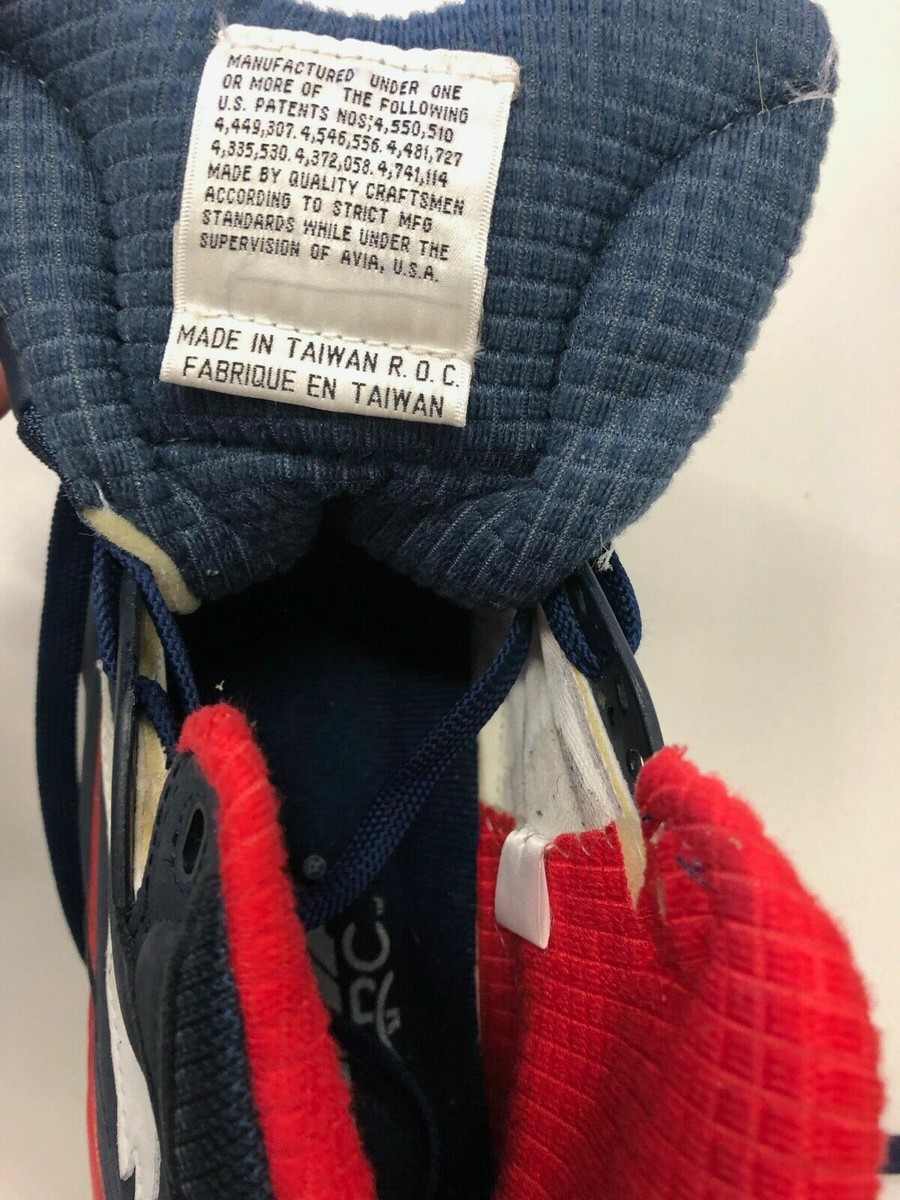 MANUFACTURED UNDER ONE
OR MORE OF THE FOLLOWING
U.S. PATENTS NOS;4,550,510
4,449,307. 4,546,556. 4,481,727
4,335,530. 4,372,058. 4,741,114
MADE BY QUALITY CRAFTSMEN
ACCORDING TO STRICT MFG
STANDARDS WHILE UNDER THE
SUPERVISION OF AVIA, U.S.A.
MADE IN TAIWAN R. O. C.
FABRIQUE EN TAIWAN